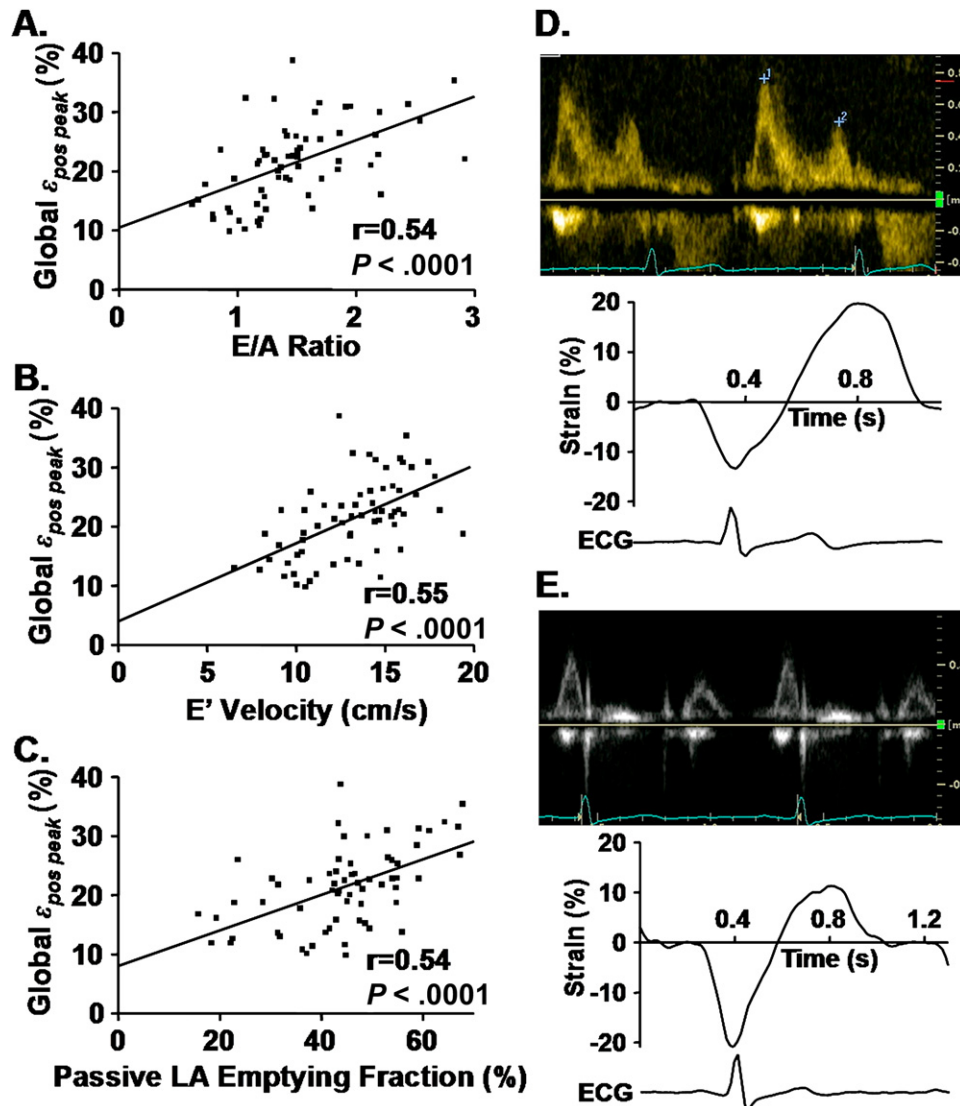 A.
Global ε_pos peak (%)
40
30
20
10
0
r=0.54
P < .0001
0 1 2 3
E/A Ratio
B.
Global ε_pos peak (%)
40
30
20
10
0
r=0.55
P < .0001
0 5 10 15 20
E' Velocity (cm/s)
C.
Global ε_pos peak (%)
40
30
20
10
0
r=0.54
P < .0001
0 20 40 60
Passive LA Emptying Fraction (%)
D.
1
2
[m
Strain (%)
20
10
0
-10
-20
0.4 0.8
Time (s)
ECG
E.
[m
Strain (%)
20
10
0
-10
-20
0.4 0.8 1.2
Time (s)
ECG